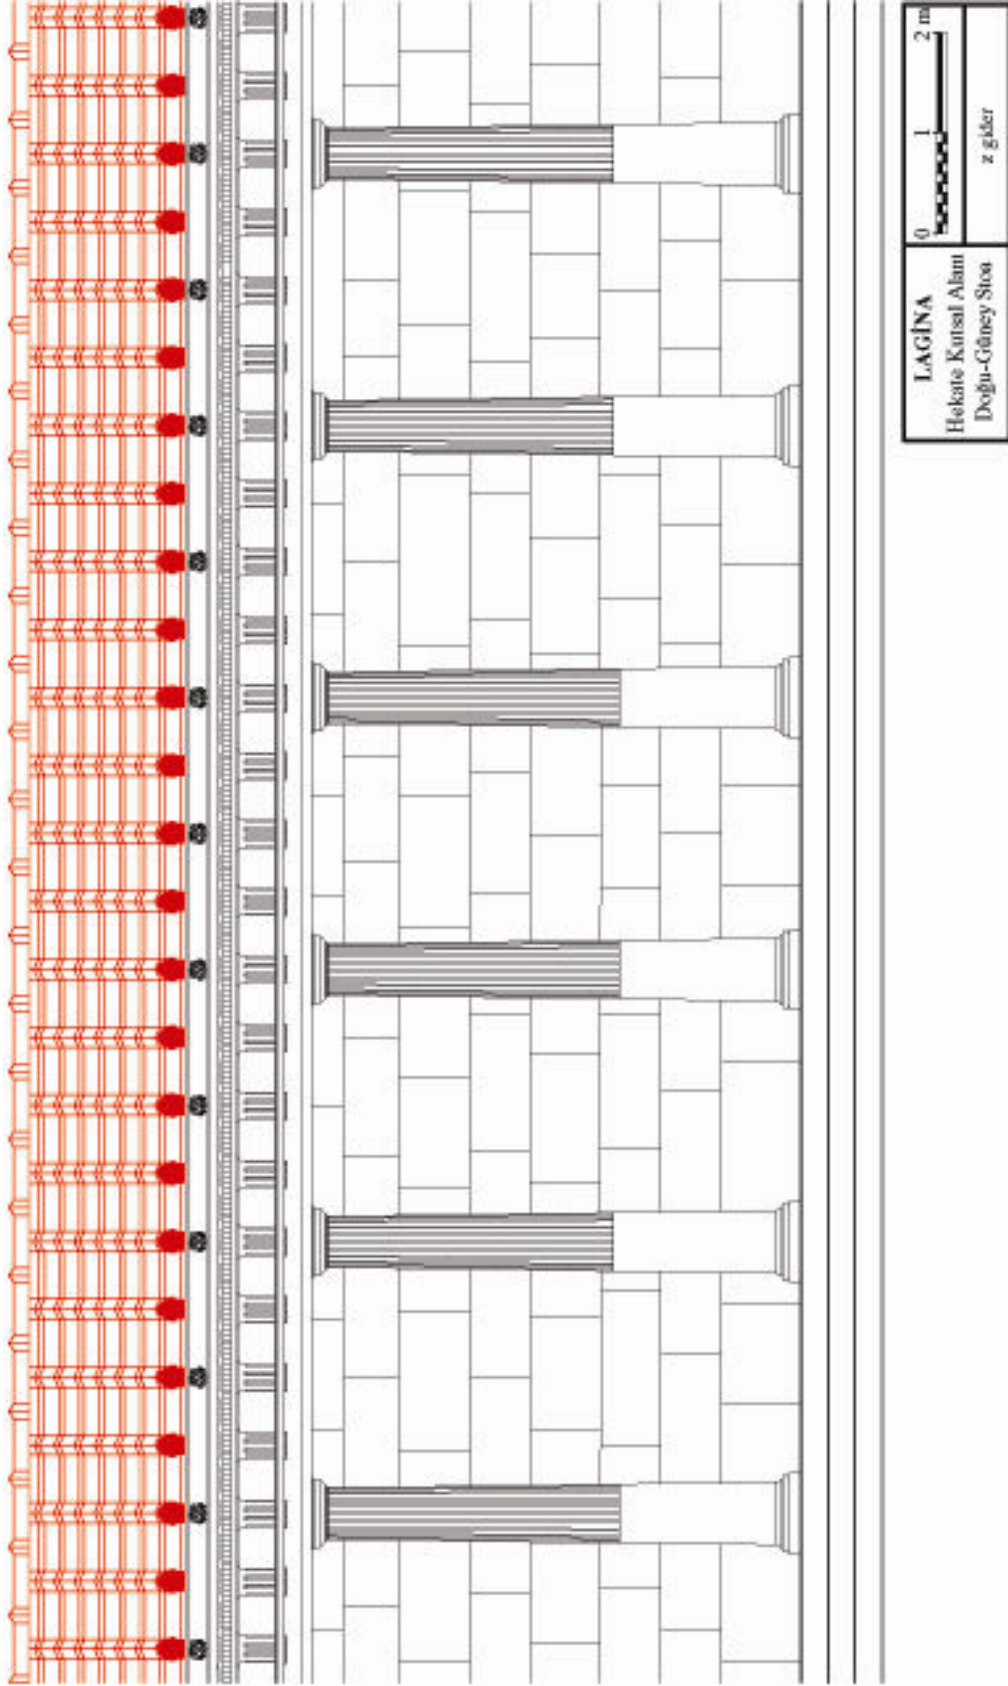 LAGİNA
Hekate Kutsal Alanı
Doğu-Güney Stoa
0 1 2 m
z gider